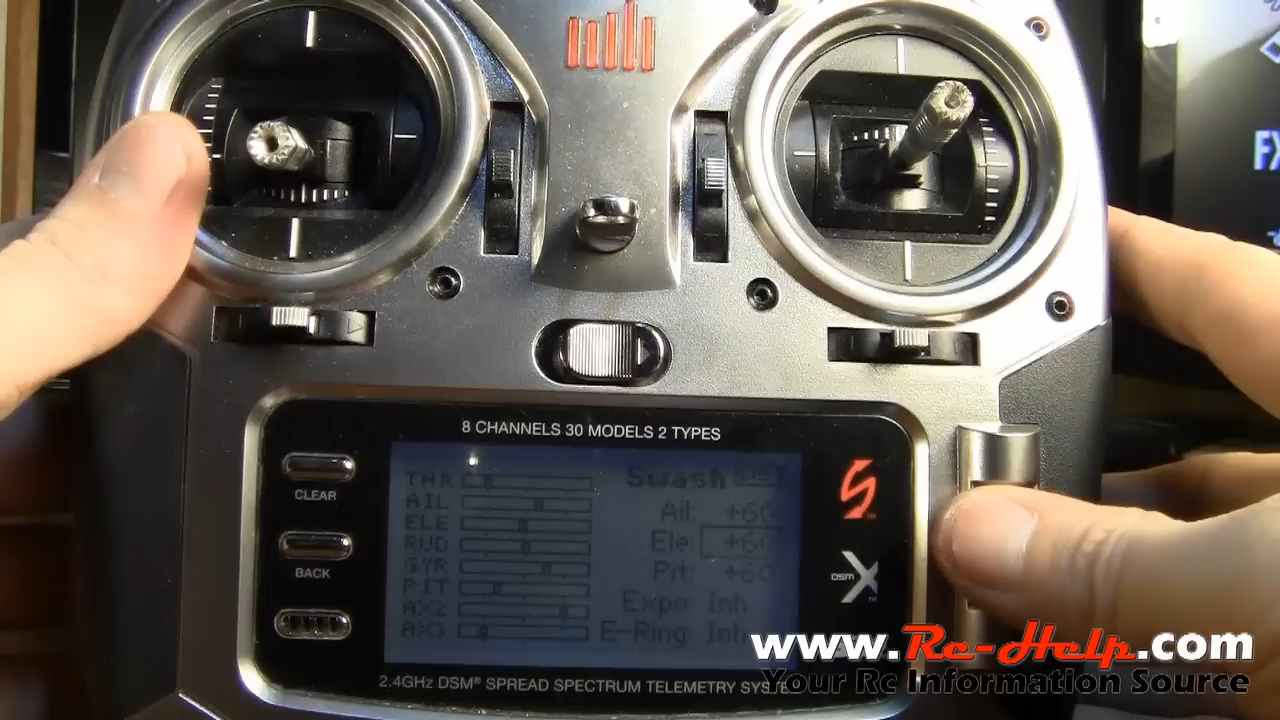 FX
8 CHANNELS 30 MODELS 2 TYPES
CLEAR
BACK
THR
AIL
ELE
RUD
GYR
PIT
AX2
AX3
Swash
Ail: +60
Ele: +60
Pit: +60
Expo: Inh
E-Ring: Inh
DSM X
2.4GHz DSM® SPREAD SPECTRUM TELEMETRY SYSTEM
www.Rc-Help.com
Your Rc Information Source